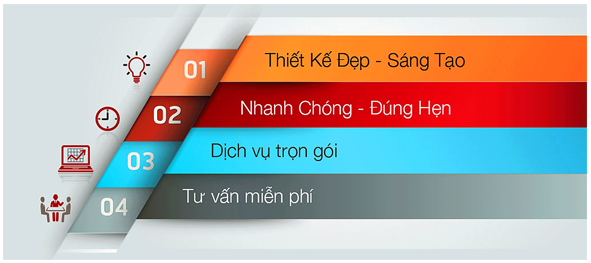 01 Thiết Kế Đẹp - Sáng Tạo
02 Nhanh Chóng - Đúng Hẹn
03 Dịch vụ trọn gói
04 Tư vấn miễn phí